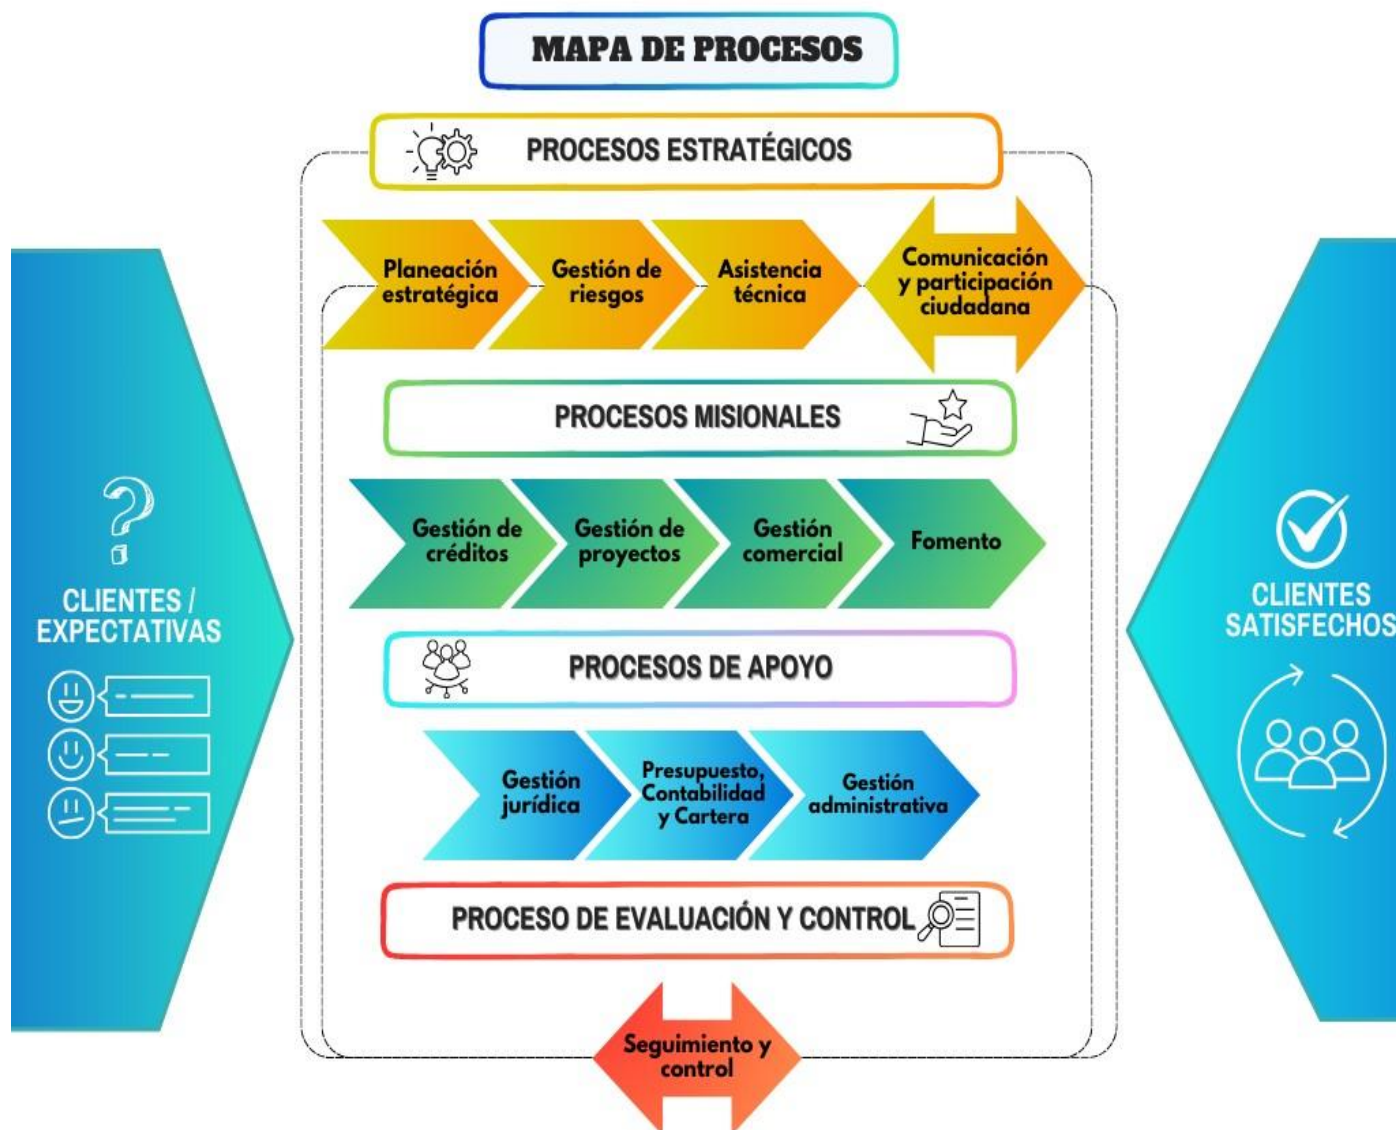 MAPA DE PROCESOS
PROCESOS ESTRATÉGICOS
Planeación
estratégica
Gestión de
riesgos
Asistencia
técnica
Comunicación
y participación
ciudadana
PROCESOS MISIONALES
Gestión de
créditos
Gestión de
proyectos
Gestión
comercial
Fomento
CLIENTES /
EXPECTATIVAS
CLIENTES
SATISFECHOS
PROCESOS DE APOYO
Gestión
jurídica
Presupuesto,
Contabilidad
y Cartera
Gestión
administrativa
PROCESO DE EVALUACIÓN Y CONTROL
Seguimiento y
control